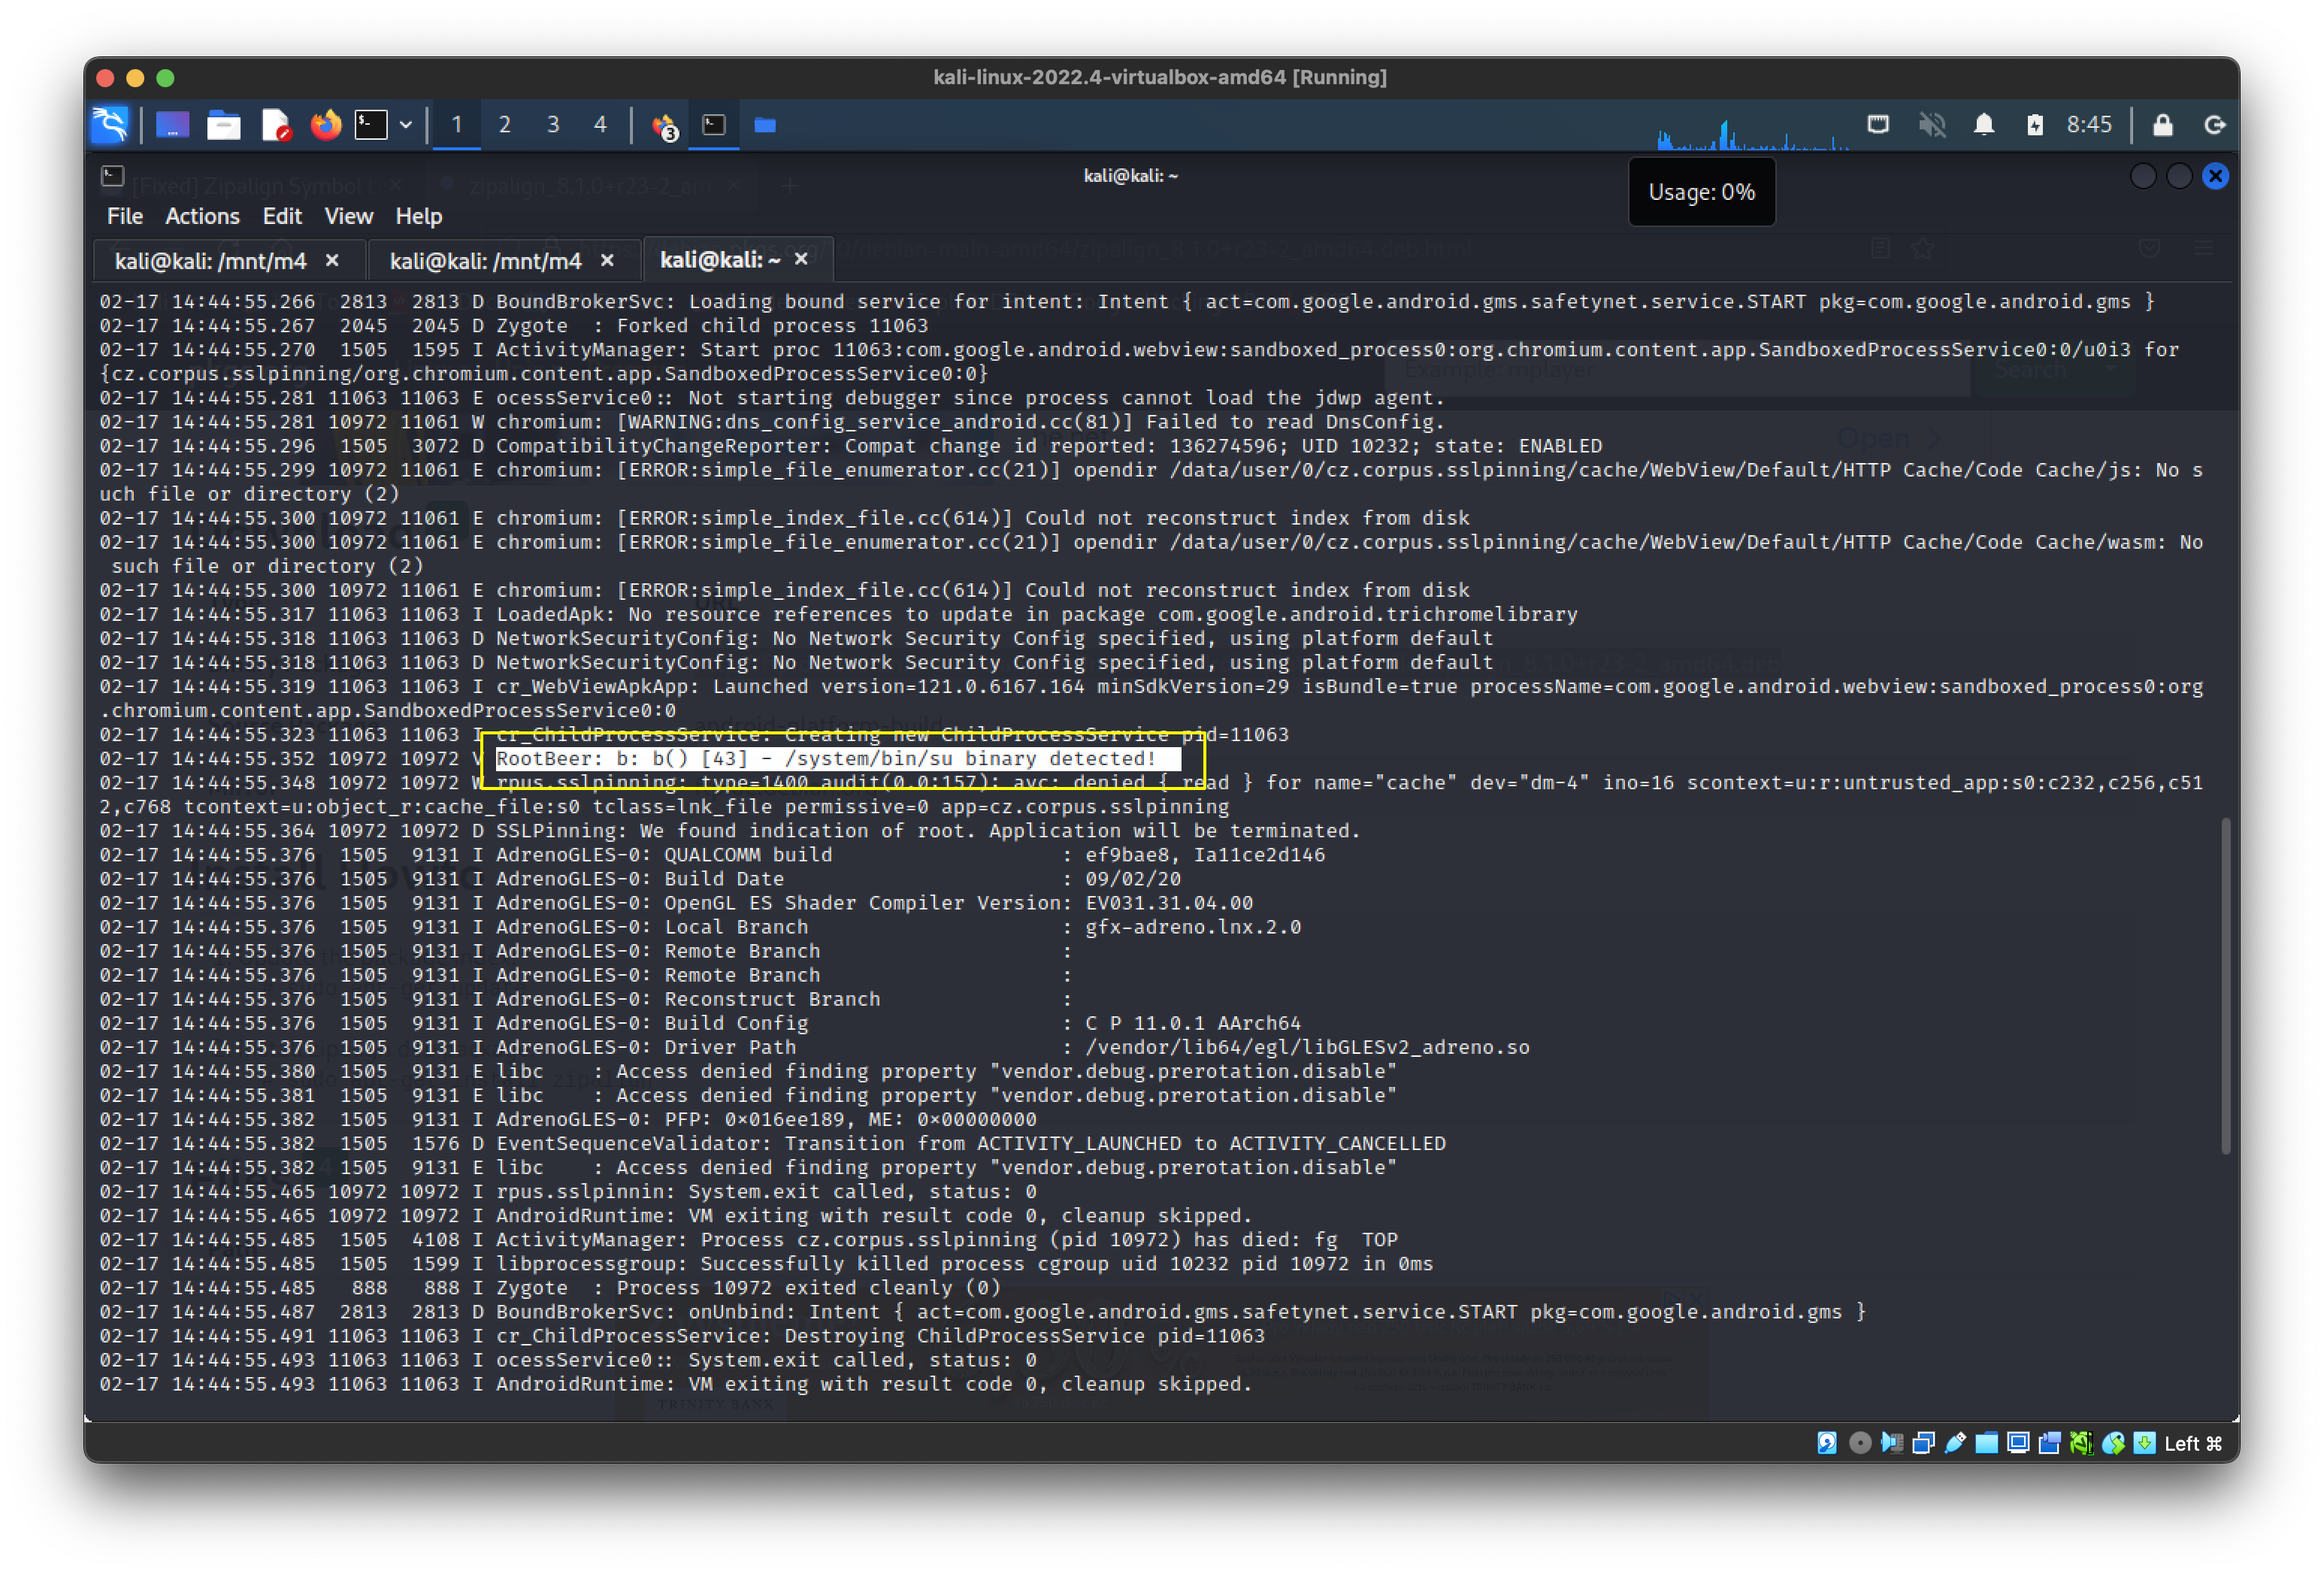 kali-linux-2022.4-virtualbox-amd64 [Running]
1 2 3 4 3 8:45
[Fixed] Zipalign Symbol
kali@kali: ~
Usage: 0%
File Actions Edit View Help
kali@kali: /mnt/m4 × kali@kali: /mnt/m4 × kali@kali: ~ ×
02-17 14:44:55.266  2813  2813 D BoundBrokerSvc: Loading bound service for intent: Intent { act=com.google.android.gms.safetynet.service.START pkg=com.google.android.gms }
02-17 14:44:55.267  2045  2045 D Zygote  : Forked child process 11063
02-17 14:44:55.270  1505  1595 I ActivityManager: Start proc 11063:com.google.android.webview:sandboxed_process0:org.chromium.content.app.SandboxedProcessService0:0/u0i3 for
{cz.corpus.sslpinning/org.chromium.content.app.SandboxedProcessService0:0}
02-17 14:44:55.281 11063 11063 E ocessService0:: Not starting debugger since process cannot load the jdwp agent.
02-17 14:44:55.281 10972 11061 W chromium: [WARNING:dns_config_service_android.cc(81)] Failed to read DnsConfig.
02-17 14:44:55.296  1505  3072 D CompatibilityChangeReporter: Compat change id reported: 136274596; UID 10232; state: ENABLED
02-17 14:44:55.299 10972 11061 E chromium: [ERROR:simple_file_enumerator.cc(21)] opendir /data/user/0/cz.corpus.sslpinning/cache/WebView/Default/HTTP Cache/Code Cache/js: No s
uch file or directory (2)
02-17 14:44:55.300 10972 11061 E chromium: [ERROR:simple_index_file.cc(614)] Could not reconstruct index from disk
02-17 14:44:55.300 10972 11061 E chromium: [ERROR:simple_file_enumerator.cc(21)] opendir /data/user/0/cz.corpus.sslpinning/cache/WebView/Default/HTTP Cache/Code Cache/wasm: No
 such file or directory (2)
02-17 14:44:55.300 10972 11061 E chromium: [ERROR:simple_index_file.cc(614)] Could not reconstruct index from disk
02-17 14:44:55.317 11063 11063 I LoadedApk: No resource references to update in package com.google.android.trichromelibrary
02-17 14:44:55.318 11063 11063 D NetworkSecurityConfig: No Network Security Config specified, using platform default
02-17 14:44:55.318 11063 11063 D NetworkSecurityConfig: No Network Security Config specified, using platform default
02-17 14:44:55.319 11063 11063 I cr_WebViewApkApp: Launched version=121.0.6167.164 minSdkVersion=29 isBundle=true processName=com.google.android.webview:sandboxed_process0:org
.chromium.content.app.SandboxedProcessService0:0
02-17 14:44:55.323 11063 11063 I cr_ChildProcessService: Creating new ChildProcessService pid=11063
02-17 14:44:55.352 10972 10972 V RootBeer: b: b() [43] - /system/bin/su binary detected!
02-17 14:44:55.348 10972 10972 W rpus.sslpinning: type=1400 audit(0.0:157): avc: denied { read } for name="cache" dev="dm-4" ino=16 scontext=u:r:untrusted_app:s0:c232,c256,c51
2,c768 tcontext=u:object_r:cache_file:s0 tclass=lnk_file permissive=0 app=cz.corpus.sslpinning
02-17 14:44:55.364 10972 10972 D SSLPinning: We found indication of root. Application will be terminated.
02-17 14:44:55.376  1505  9131 I AdrenoGLES-0: QUALCOMM build                   : ef9bae8, Ia11ce2d146
02-17 14:44:55.376  1505  9131 I AdrenoGLES-0: Build Date                       : 09/02/20
02-17 14:44:55.376  1505  9131 I AdrenoGLES-0: OpenGL ES Shader Compiler Version: EV031.31.04.00
02-17 14:44:55.376  1505  9131 I AdrenoGLES-0: Local Branch                     : gfx-adreno.lnx.2.0
02-17 14:44:55.376  1505  9131 I AdrenoGLES-0: Remote Branch                    :
02-17 14:44:55.376  1505  9131 I AdrenoGLES-0: Remote Branch                    :
02-17 14:44:55.376  1505  9131 I AdrenoGLES-0: Reconstruct Branch               :
02-17 14:44:55.376  1505  9131 I AdrenoGLES-0: Build Config                     : C P 11.0.1 AArch64
02-17 14:44:55.376  1505  9131 I AdrenoGLES-0: Driver Path                      : /vendor/lib64/egl/libGLESv2_adreno.so
02-17 14:44:55.380  1505  9131 E libc    : Access denied finding property "vendor.debug.prerotation.disable"
02-17 14:44:55.381  1505  9131 E libc    : Access denied finding property "vendor.debug.prerotation.disable"
02-17 14:44:55.382  1505  9131 I AdrenoGLES-0: PFP: 0×016ee189, ME: 0×00000000
02-17 14:44:55.382  1505  1576 D EventSequenceValidator: Transition from ACTIVITY_LAUNCHED to ACTIVITY_CANCELLED
02-17 14:44:55.382  1505  9131 E libc    : Access denied finding property "vendor.debug.prerotation.disable"
02-17 14:44:55.465 10972 10972 I rpus.sslpinnin: System.exit called, status: 0
02-17 14:44:55.465 10972 10972 I AndroidRuntime: VM exiting with result code 0, cleanup skipped.
02-17 14:44:55.485  1505  4108 I ActivityManager: Process cz.corpus.sslpinning (pid 10972) has died: fg  TOP
02-17 14:44:55.485  1505  1599 I libprocessgroup: Successfully killed process cgroup uid 10232 pid 10972 in 0ms
02-17 14:44:55.485   888   888 I Zygote  : Process 10972 exited cleanly (0)
02-17 14:44:55.487  2813  2813 D BoundBrokerSvc: onUnbind: Intent { act=com.google.android.gms.safetynet.service.START pkg=com.google.android.gms }
02-17 14:44:55.491 11063 11063 I cr_ChildProcessService: Destroying ChildProcessService pid=11063
02-17 14:44:55.493 11063 11063 I ocessService0:: System.exit called, status: 0
02-17 14:44:55.493 11063 11063 I AndroidRuntime: VM exiting with result code 0, cleanup skipped.
TRINITY BANK
Left ⌘